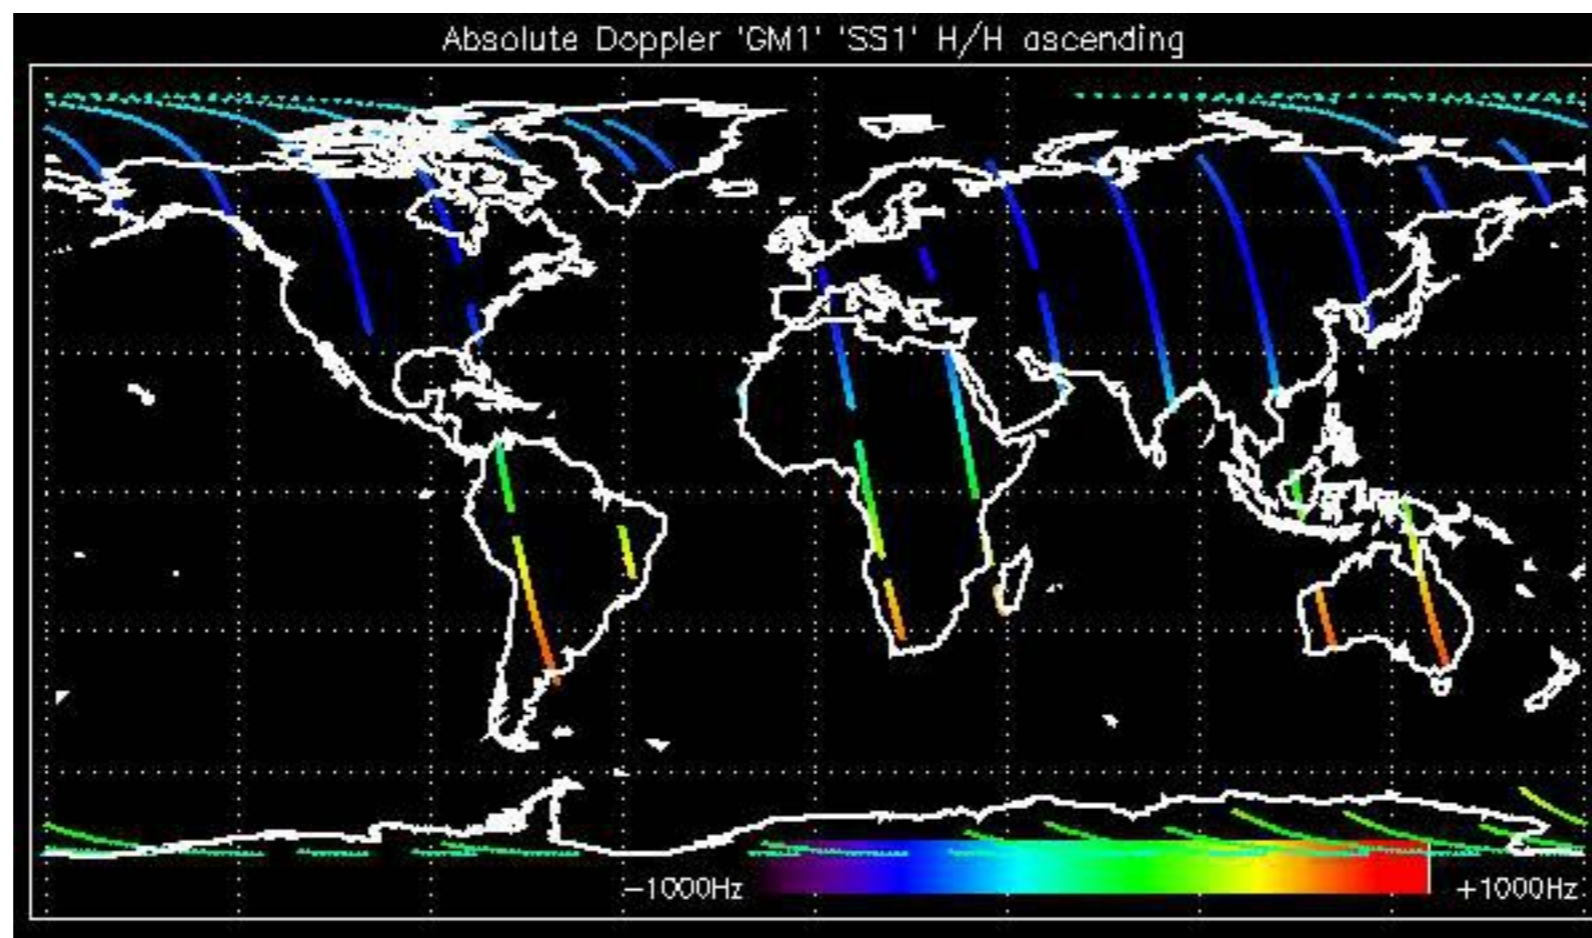 Absolute Doppler 'GM1' 'SS1' H/H ascending
−1000Hz
+1000Hz